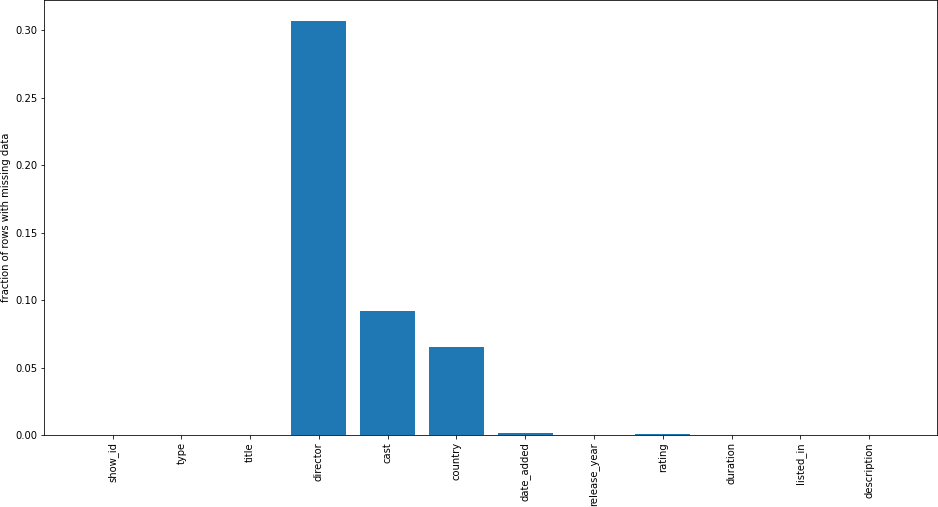 fraction of rows with missing data
0.30
0.25
0.20
0.15
0.10
0.05
0.00
show_id
type
title
director
cast
country
date_added
release_year
rating
duration
listed_in
description